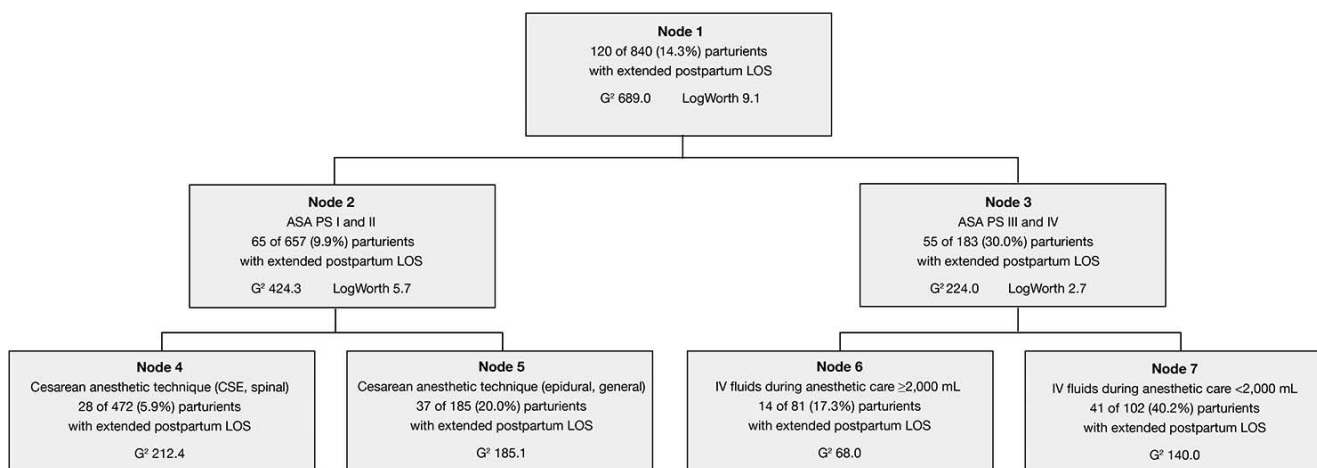 Node 1
120 of 840 (14.3%) parturients
with extended postpartum LOS
G² 689.0 LogWorth 9.1
Node 2
ASA PS I and II
65 of 657 (9.9%) parturients
with extended postpartum LOS
G² 424.3 LogWorth 5.7
Node 3
ASA PS III and IV
55 of 183 (30.0%) parturients
with extended postpartum LOS
G² 224.0 LogWorth 2.7
Node 4
Cesarean anesthetic technique (CSE, spinal)
28 of 472 (5.9%) parturients
with extended postpartum LOS
G² 212.4
Node 5
Cesarean anesthetic technique (epidural, general)
37 of 185 (20.0%) parturients
with extended postpartum LOS
G² 185.1
Node 6
IV fluids during anesthetic care ≥2,000 mL
14 of 81 (17.3%) parturients
with extended postpartum LOS
G² 68.0
Node 7
IV fluids during anesthetic care <2,000 mL
41 of 102 (40.2%) parturients
with extended postpartum LOS
G² 140.0